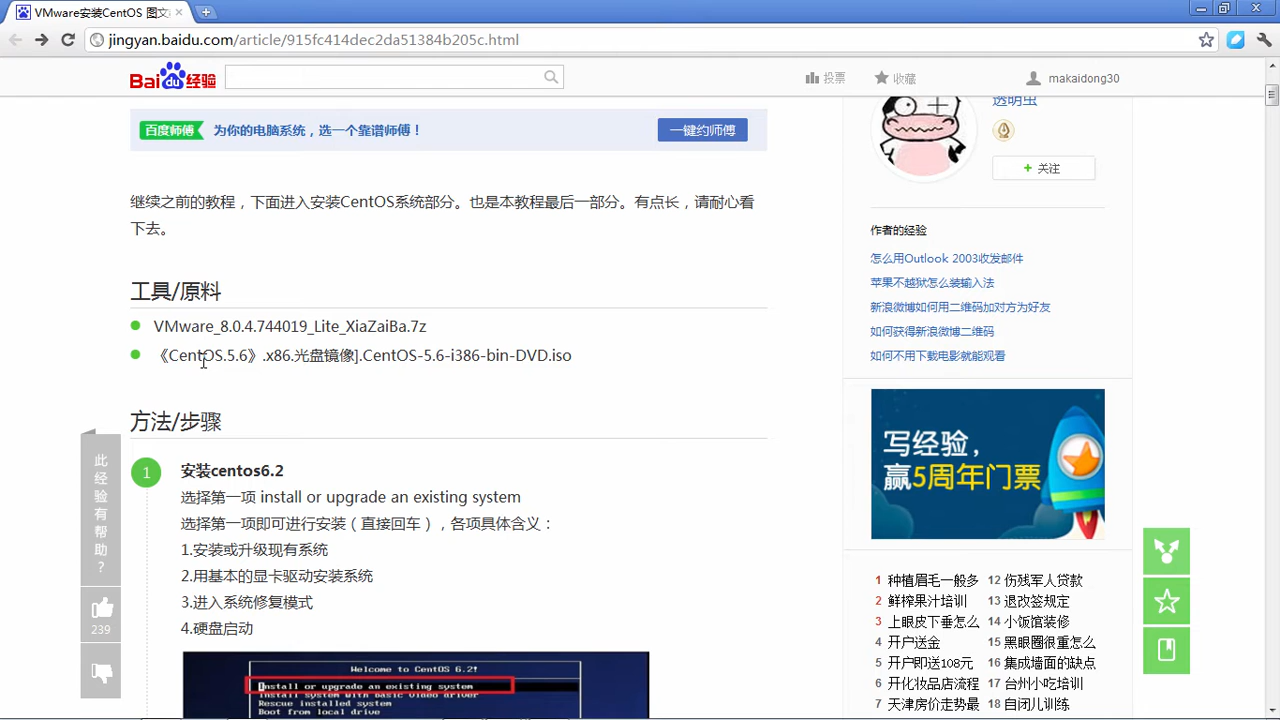 VMware安装CentOS 图文
jingyan.baidu.com/article/915fc414dec2da51384b205c.html
Bai du 经验
投票
收藏
makaidong30
百度师傅 为你的电脑系统，选一个靠谱师傅！ 一键约师傅
继续之前的教程，下面进入安装CentOS系统部分。也是本教程最后一部分。有点长，请耐心看
下去。
工具/原料
VMware_8.0.4.744019_Lite_XiaZaiBa.7z
《CentOS.5.6》.x86.光盘镜像].CentOS-5.6-i386-bin-DVD.iso
方法/步骤
1
安装centos6.2
选择第一项 install or upgrade an existing system
选择第一项即可进行安装（直接回车），各项具体含义：
1.安装或升级现有系统
2.用基本的显卡驱动安装系统
3.进入系统修复模式
4.硬盘启动
Welcome to CentOS 6.2!
Install or upgrade an existing system
Install system with basic video driver
Rescue installed system
Boot from local drive
此经验有帮助？
239
透明虫
+ 关注
作者的经验
怎么用Outlook 2003收发邮件
苹果不越狱怎么装输入法
新浪微博如何用二维码加对方为好友
如何获得新浪微博二维码
如何不用下载电影就能观看
写经验，
赢5周年门票
1 种植眉毛一般多 12 伤残军人贷款
2 鲜榨果汁培训 13 退改签规定
3 上眼皮下垂怎么 14 小饭馆装修
4 开户送金 15 黑眼圈很重怎么
5 开户即送108元 16 集成墙面的缺点
6 开化妆品店流程 17 台州小吃培训
7 天津房价走势最 18 自闭儿训练